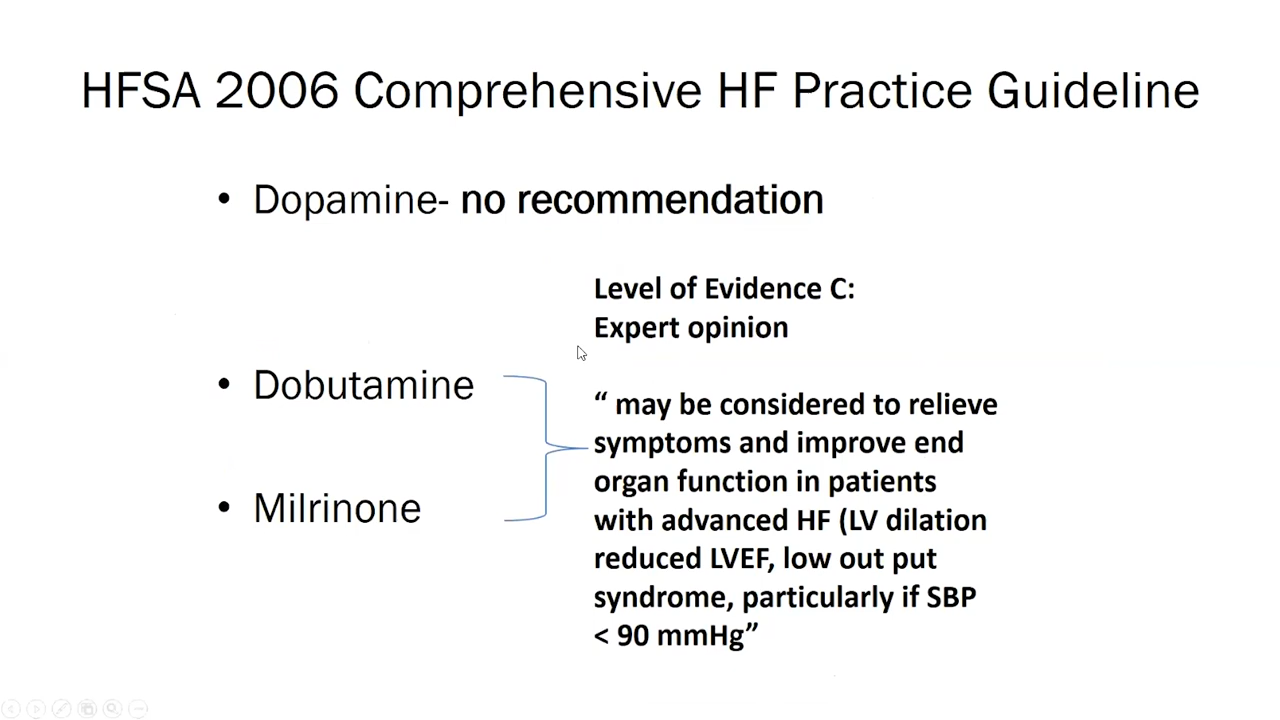 HFSA 2006 Comprehensive HF Practice Guideline
• Dopamine- no recommendation
Level of Evidence C:
Expert opinion
• Dobutamine
• Milrinone
“ may be considered to relieve
symptoms and improve end
organ function in patients
with advanced HF (LV dilation
reduced LVEF, low out put
syndrome, particularly if SBP
< 90 mmHg”